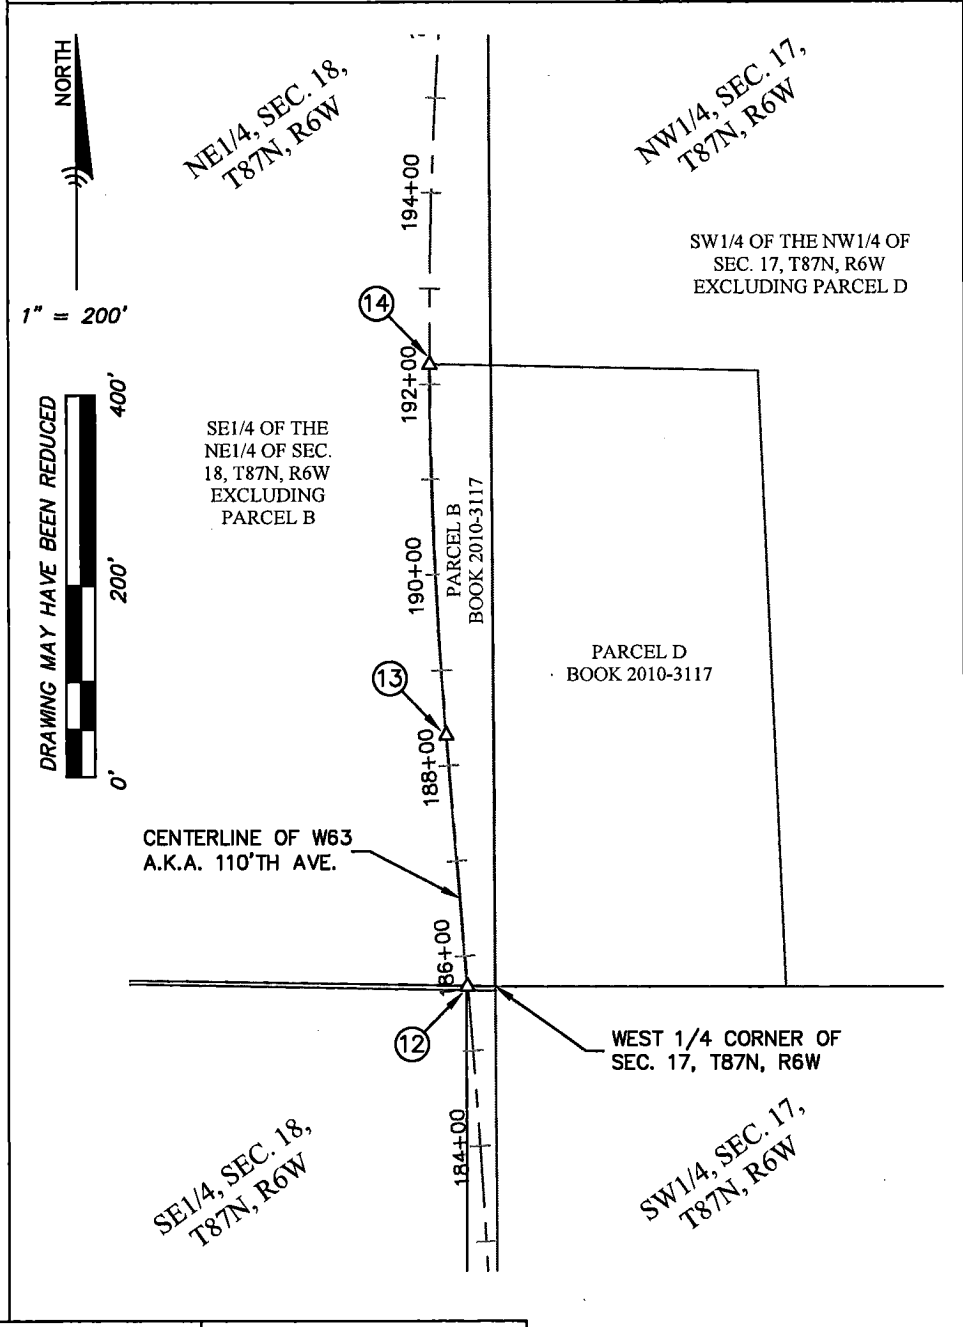 NORTH
NE1/4, SEC. 18,
T87N, R6W
NW1/4, SEC. 17,
T87N, R6W
194+00
SW1/4 OF THE NW1/4 OF
SEC. 17, T87N, R6W
EXCLUDING PARCEL D
1" = 200'
14
192+00
DRAWING MAY HAVE BEEN REDUCED
400'
200'
0'
SE1/4 OF THE
NE1/4 OF SEC.
18, T87N, R6W
EXCLUDING
PARCEL B
PARCEL B
BOOK 2010-3117
190+00
PARCEL D
BOOK 2010-3117
13
188+00
CENTERLINE OF W63
A.K.A. 110'TH AVE.
186+00
12
WEST 1/4 CORNER OF
SEC. 17, T87N, R6W
184+00
SE1/4, SEC. 18,
T87N, R6W
SW1/4, SEC. 17,
T87N, R6W